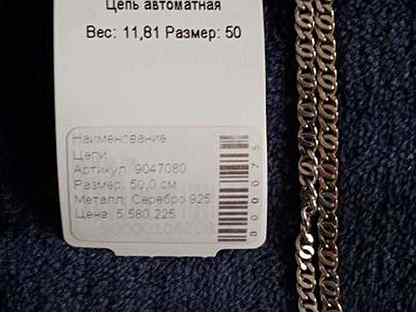 Цепь автоматная
Вес: 11,81 Размер: 50
Наименование
Цепи
Артикул: 9047080
Размер: 50,0 см
Металл: Серебро 925
Цена: 5 580,225